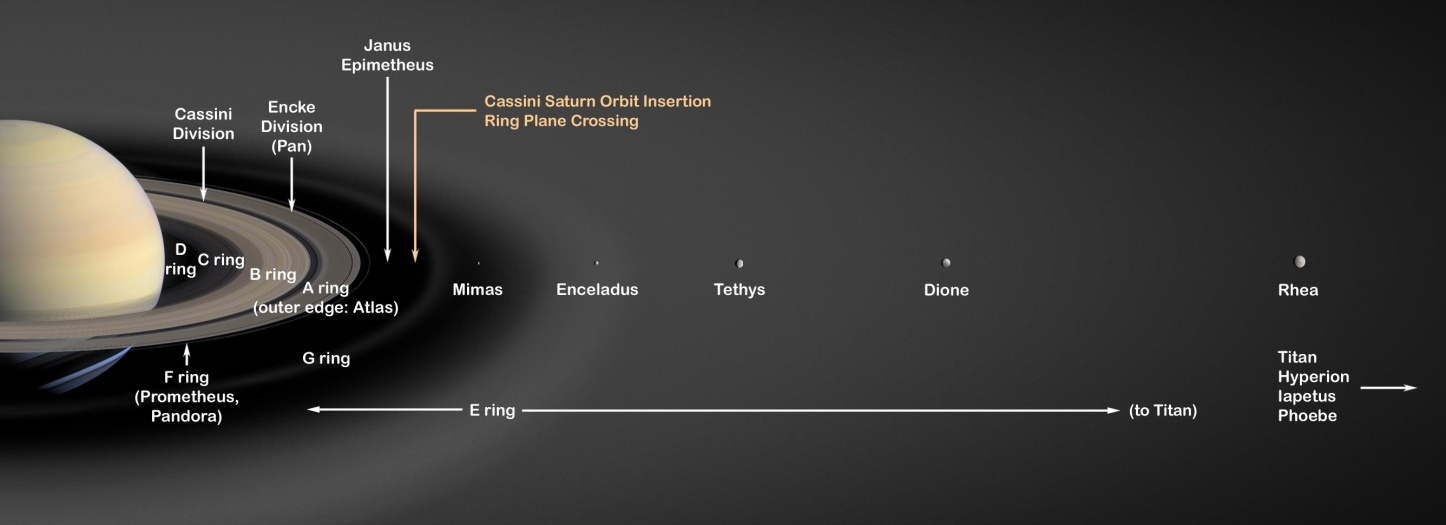 Janus
Epimetheus
Cassini Saturn Orbit Insertion
Ring Plane Crossing
Cassini
Division
Encke
Division
(Pan)
D
ring
C ring
B ring
A ring
(outer edge: Atlas)
Mimas
Enceladus
Tethys
Dione
Rhea
G ring
F ring
(Prometheus,
Pandora)
E ring
(to Titan)
Titan
Hyperion
Iapetus
Phoebe